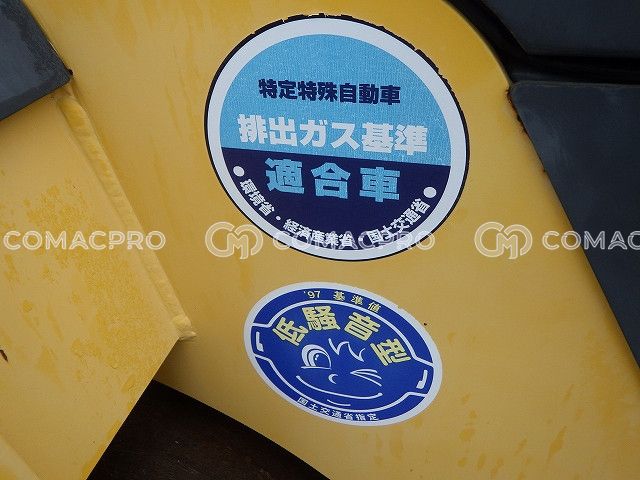 特定特殊自動車
排出ガス基準
適合車
・環境省・経済産業省・国土交通省・
COMACPRO
COMACPRO
COMAC
'97 基準値
低騒音型
国土交通省指定